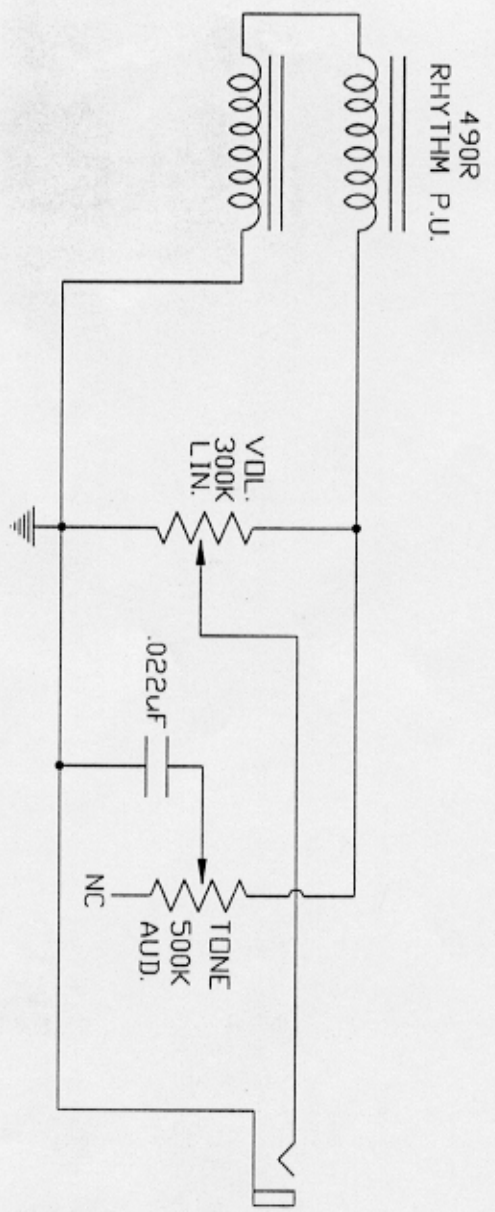 490R
RHYTHM P.U.
VOL.
300K
LIN.
.022uF
TONE
500K
AUD.
NC